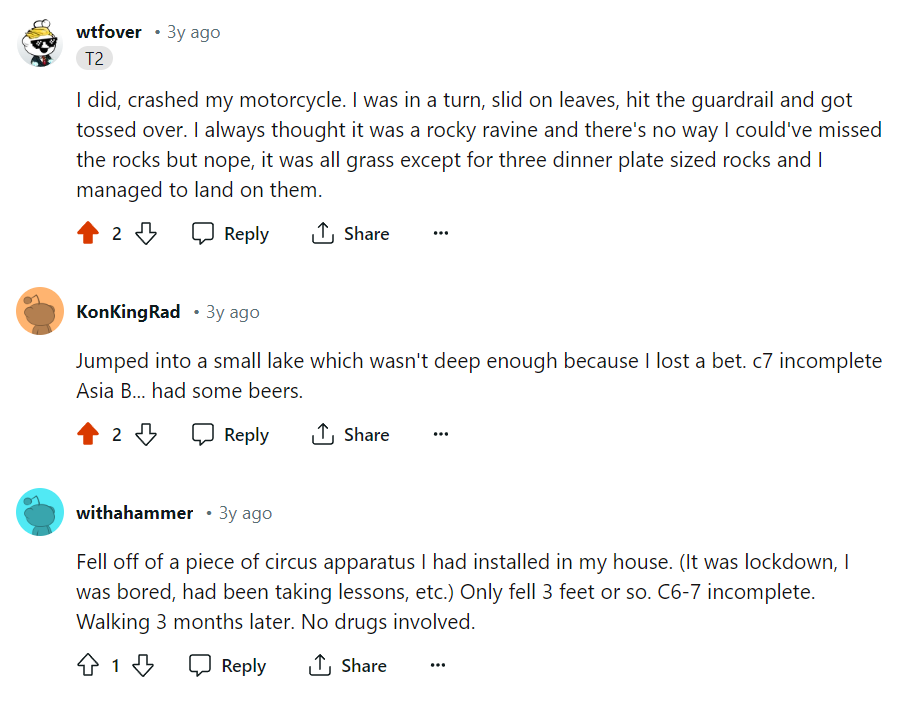 wtfover • 3y ago
T2
I did, crashed my motorcycle. I was in a turn, slid on leaves, hit the guardrail and got
tossed over. I always thought it was a rocky ravine and there's no way I could've missed
the rocks but nope, it was all grass except for three dinner plate sized rocks and I
managed to land on them.
2 Reply Share ...
KonKingRad • 3y ago
Jumped into a small lake which wasn't deep enough because I lost a bet. c7 incomplete
Asia B... had some beers.
2 Reply Share ...
withahammer • 3y ago
Fell off of a piece of circus apparatus I had installed in my house. (It was lockdown, I
was bored, had been taking lessons, etc.) Only fell 3 feet or so. C6-7 incomplete.
Walking 3 months later. No drugs involved.
1 Reply Share ...